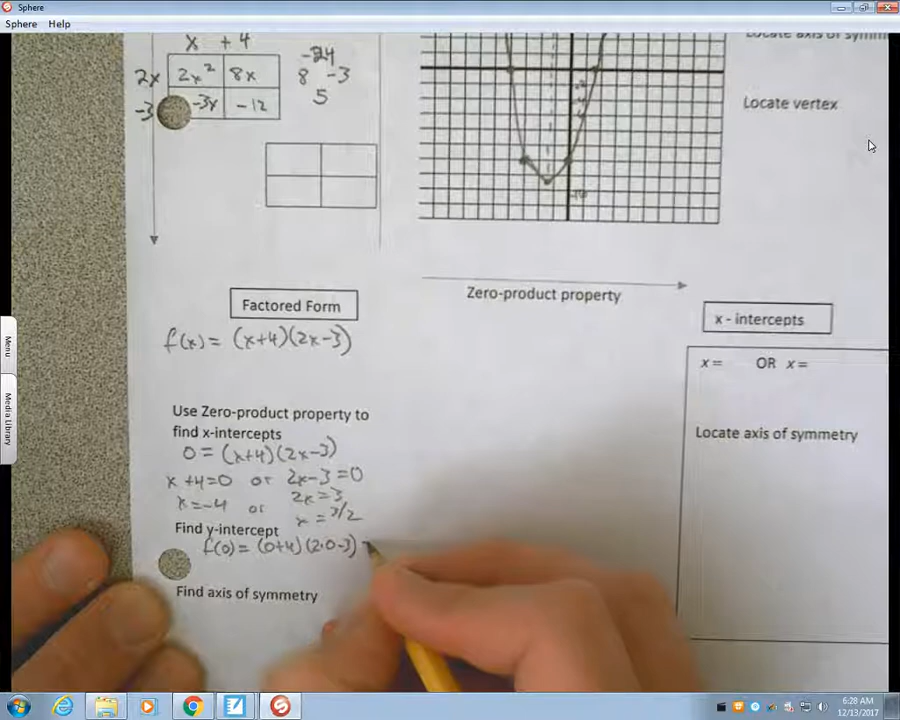 Sphere
Sphere Help
x + 4
2x 2x² 8x
-3 -3x -12
-24
8 -3
5
Locate axis of symm
Locate vertex
Zero-product property
Factored Form
f(x) = (x+4)(2x-3)
x - intercepts
x = OR x =
Locate axis of symmetry
Use Zero-product property to
find x-intercepts
0 = (x+4)(2x-3)
x+4=0 or 2x-3=0
x=-4 or 2x=3
x = 3/2
Find y-intercept
f(0) = (0+4)(2·0-3)
Find axis of symmetry
Menu
Media Library
6:28 AM
12/13/2017